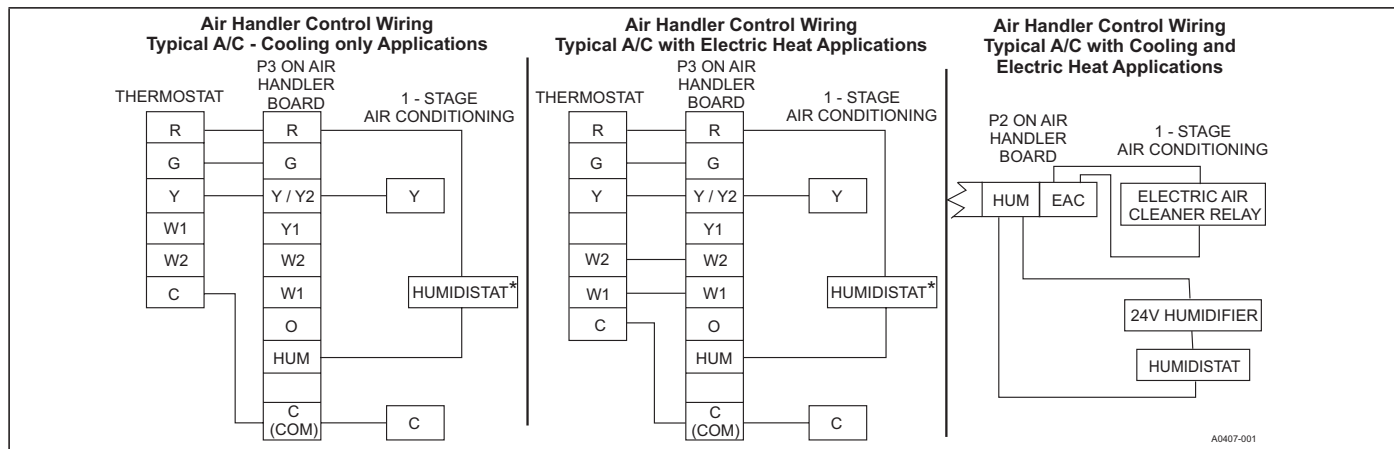 Air Handler Control Wiring
Typical A/C - Cooling only Applications
THERMOSTAT
P3 ON AIR
HANDLER
BOARD
1 - STAGE
AIR CONDITIONING
R
G
Y
W1
W2
C
R
G
Y / Y2
Y1
W2
W1
O
HUM
C
(COM)
Y
HUMIDISTAT*
C
Air Handler Control Wiring
Typical A/C with Electric Heat Applications
THERMOSTAT
P3 ON AIR
HANDLER
BOARD
1 - STAGE
AIR CONDITIONING
R
G
Y
W2
W1
C
R
G
Y / Y2
Y1
W2
W1
O
HUM
C
(COM)
Y
HUMIDISTAT*
C
Air Handler Control Wiring
Typical A/C with Cooling and
Electric Heat Applications
P2 ON AIR
HANDLER
BOARD
1 - STAGE
AIR CONDITIONING
HUM
EAC
ELECTRIC AIR
CLEANER RELAY
24V HUMIDIFIER
HUMIDISTAT
A0407-001